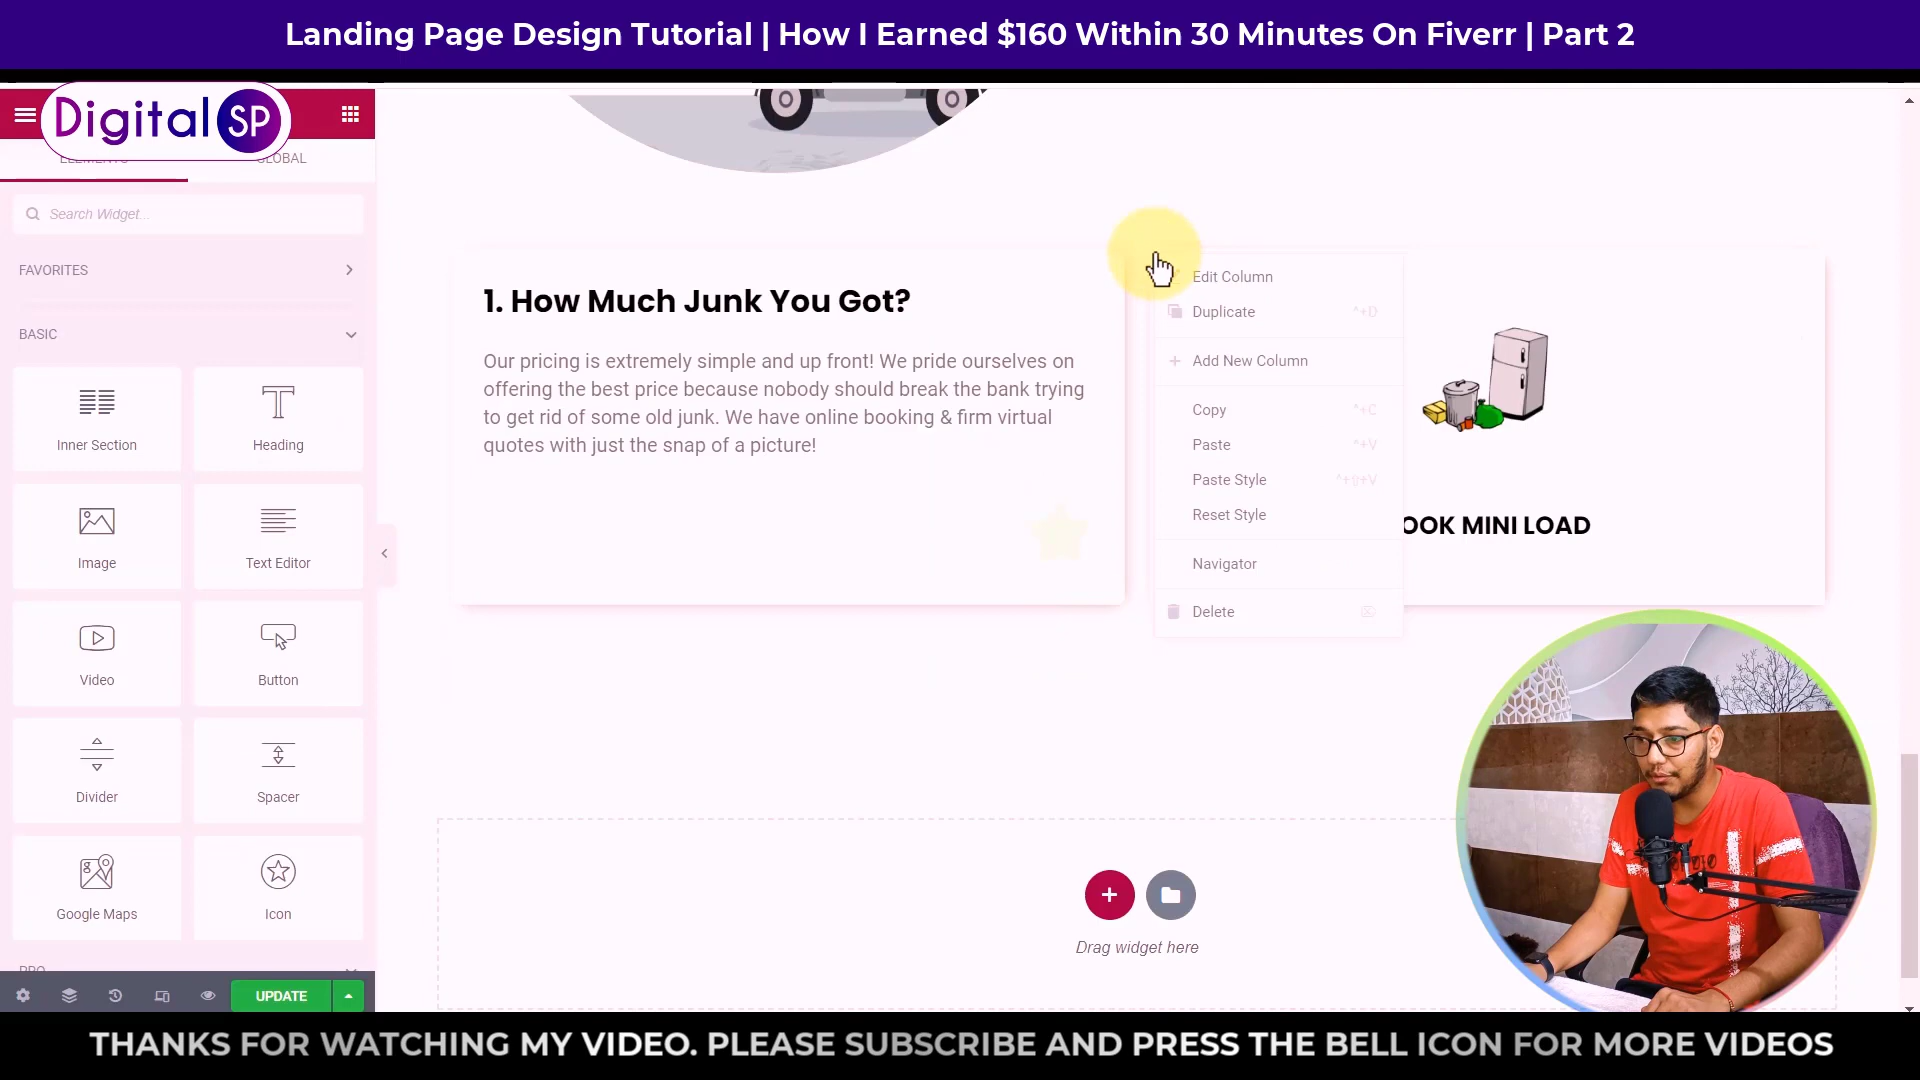 Landing Page Design Tutorial | How I Earned $160 Within 30 Minutes On Fiverr | Part 2
Digital SP
ELEMENTS
GLOBAL
Search Widget...
FAVORITES
BASIC
Inner Section
Heading
Image
Text Editor
Video
Button
Divider
Spacer
Google Maps
Icon
PRO
UPDATE
1. How Much Junk You Got?
Our pricing is extremely simple and up front! We pride ourselves on
offering the best price because nobody should break the bank trying
to get rid of some old junk. We have online booking & firm virtual
quotes with just the snap of a picture!
Edit Column
Duplicate ^+D
Add New Column
Copy ^+C
Paste ^+V
Paste Style ^+⇧+V
Reset Style
Navigator
Delete
OOK MINI LOAD
Drag widget here
THANKS FOR WATCHING MY VIDEO. PLEASE SUBSCRIBE AND PRESS THE BELL ICON FOR MORE VIDEOS